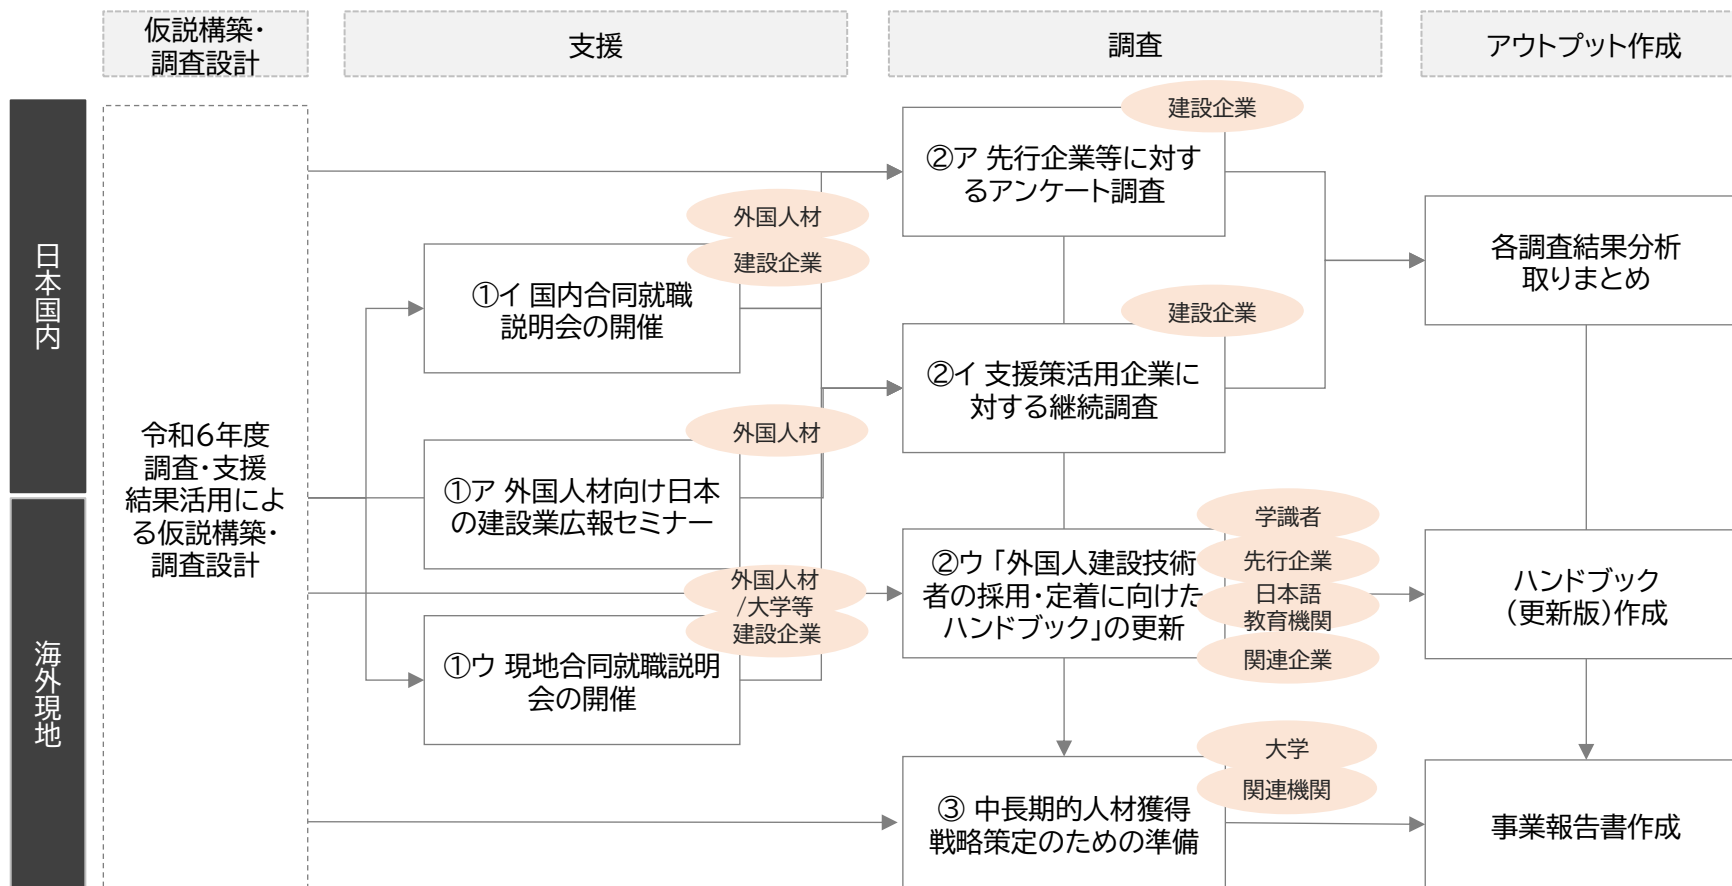 仮説構築・
調査設計
支援
調査
アウトプット作成
日本国内
海外現地
令和6年度
調査・支援
結果活用によ
る仮説構築・
調査設計
外国人材
建設企業
①イ 国内合同就職
説明会の開催
外国人材
①ア 外国人材向け日本
の建設業広報セミナー
外国人材
/大学等
建設企業
①ウ 現地合同就職説明
会の開催
建設企業
②ア 先行企業等に対す
るアンケート調査
建設企業
②イ 支援策活用企業に
対する継続調査
学識者
先行企業
日本語
教育機関
関連企業
②ウ 「外国人建設技術
者の採用・定着に向けた
ハンドブック」の更新
大学
関連機関
③ 中長期的人材獲得
戦略策定のための準備
各調査結果分析
取りまとめ
ハンドブック
（更新版）作成
事業報告書作成